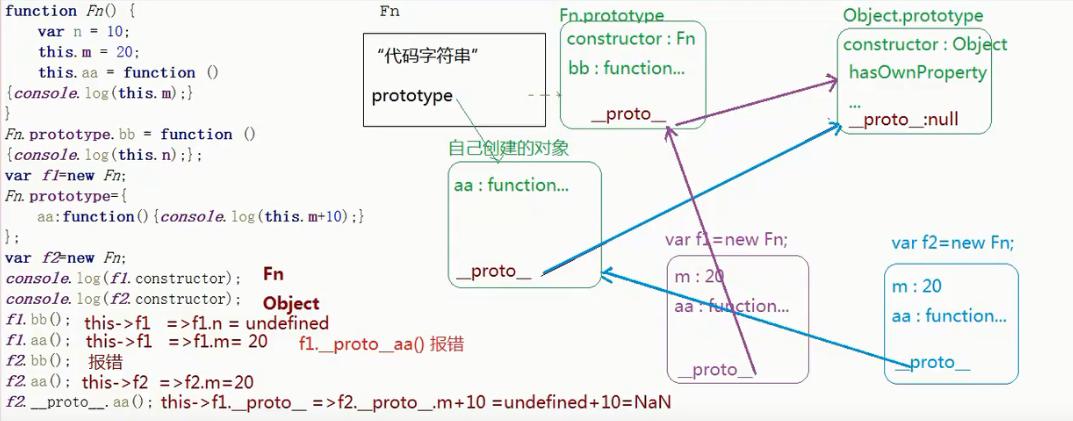 function Fn() {
var n = 10;
this.m = 20;
this.aa = function ()
{console.log(this.m);}
}
Fn.prototype.bb = function ()
{console.log(this.n);};
var f1=new Fn;
Fn.prototype={
aa:function(){console.log(this.m+10);}
};
var f2=new Fn;
console.log(f1.constructor); Fn
console.log(f2.constructor); Object
f1.bb(); this->f1 =>f1.n = undefined
f1.aa(); this->f1 =>f1.m= 20 f1.__proto__aa() 报错
f2.bb(); 报错
f2.aa(); this->f2 =>f2.m=20
f2.__proto__.aa(); this->f1.__proto__ =>f2.__proto__.m+10 =undefined+10=NaN
Fn
“代码字符串”
prototype
Fn.prototype
constructor : Fn
bb : function...
__proto__
Object.prototype
constructor : Object
hasOwnProperty
...
__proto__:null
自己创建的对象
aa : function...
__proto__
var f1=new Fn;
m : 20
aa : function...
__proto__
var f2=new Fn;
m : 20
aa : function...
__proto__